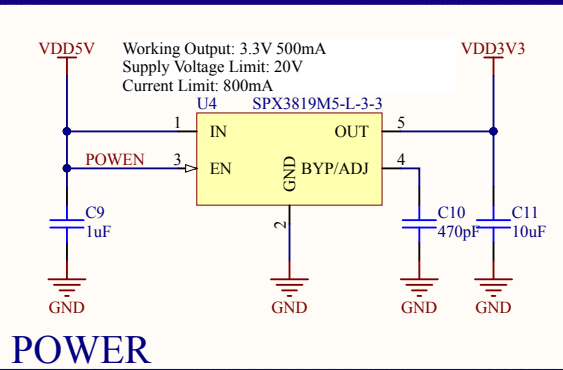 VDD5V
Working Output: 3.3V 500mA
Supply Voltage Limit: 20V
Current Limit: 800mA
VDD3V3
U4 SPX3819M5-L-3-3
1 IN OUT 5
POWEN 3 EN GND BYP/ADJ 4
2
C9
1uF
C10
470pF
C11
10uF
GND GND GND GND
POWER